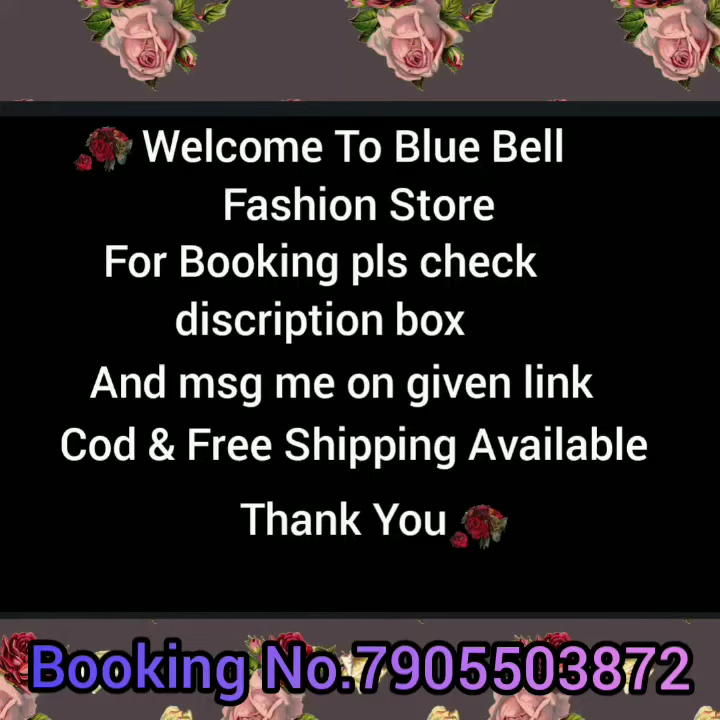 Welcome To Blue Bell
Fashion Store
For Booking pls check
discription box
And msg me on given link
Cod & Free Shipping Available
Thank You
Booking No.7905503872